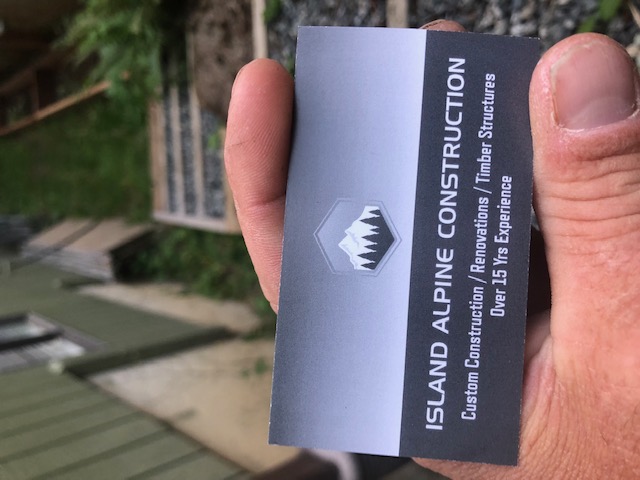 ISLAND ALPINE CONSTRUCTION
Custom Construction / Renovations / Timber Structures
Over 15 Yrs Experience